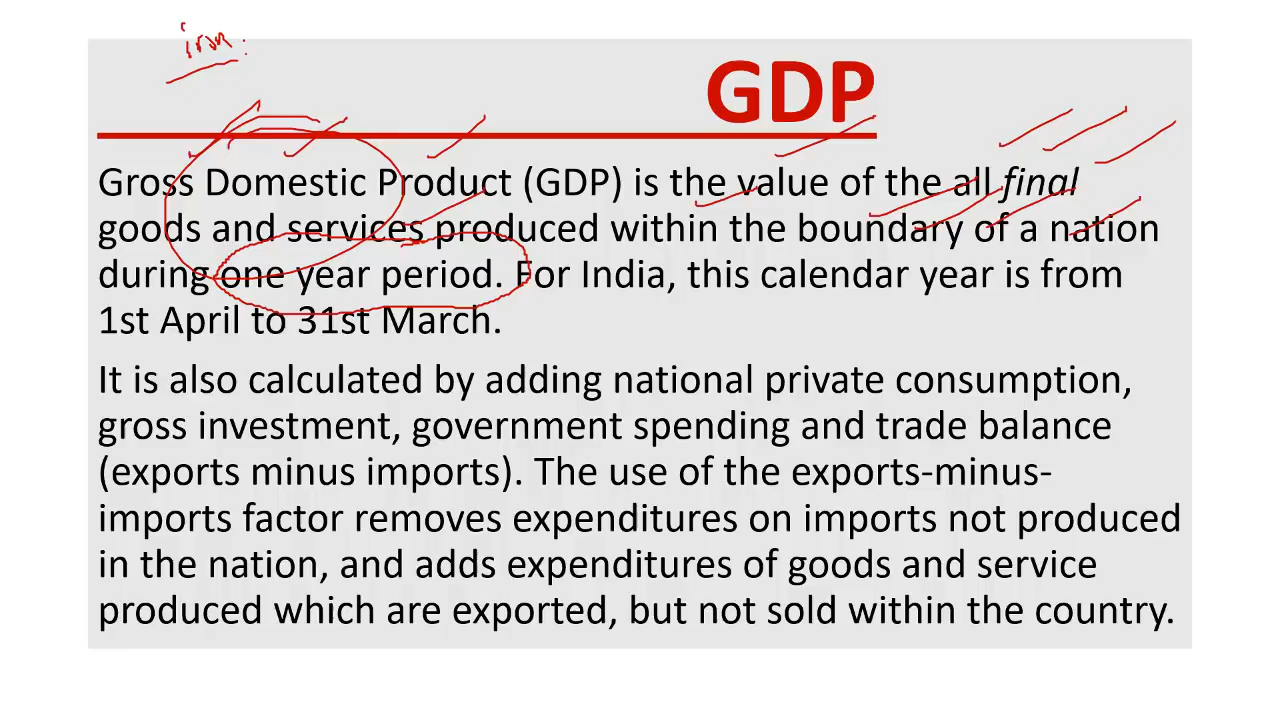 iron
GDP
Gross Domestic Product (GDP) is the value of the all final
goods and services produced within the boundary of a nation
during one year period. For India, this calendar year is from
1st April to 31st March.
It is also calculated by adding national private consumption,
gross investment, government spending and trade balance
(exports minus imports). The use of the exports-minus-
imports factor removes expenditures on imports not produced
in the nation, and adds expenditures of goods and service
produced which are exported, but not sold within the country.